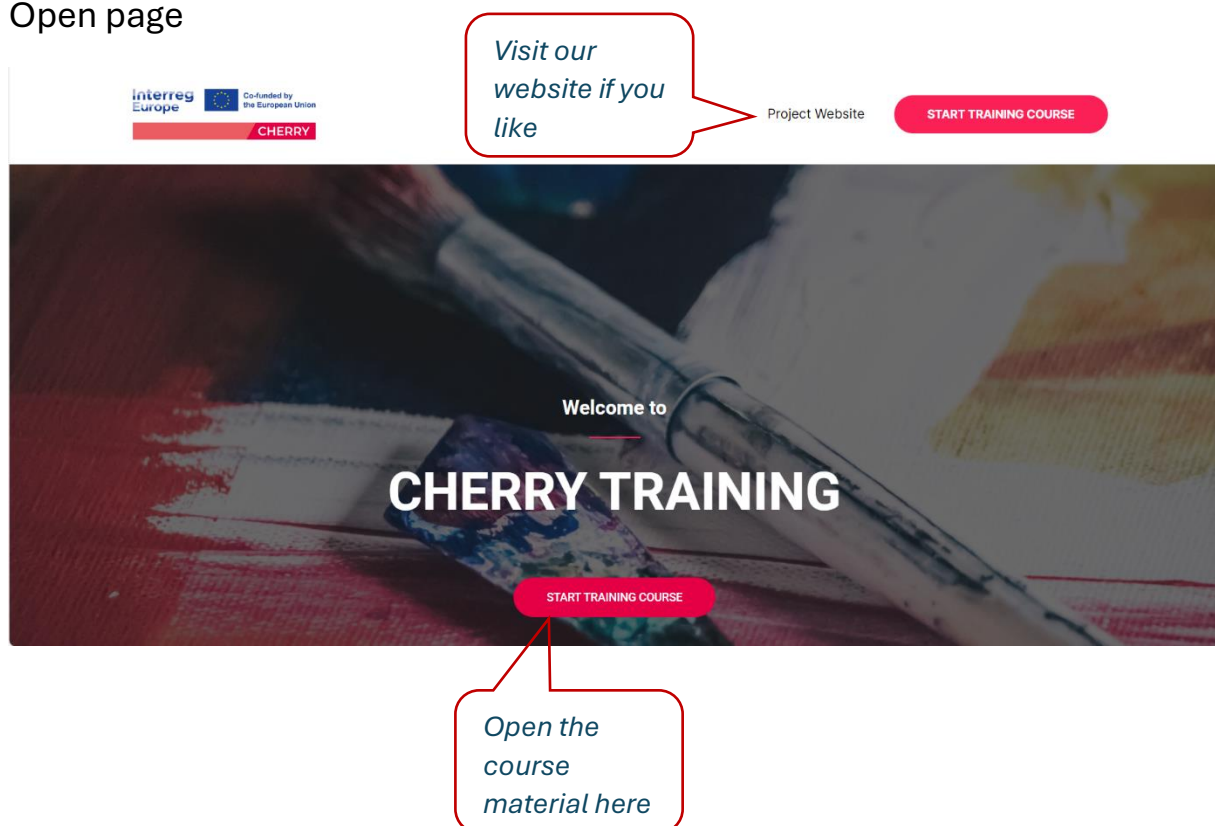 Open page
Visit our
website if you
like
Interreg
Europe
Co-funded by
the European Union
CHERRY
Project Website
START TRAINING COURSE
Welcome to
CHERRY TRAINING
START TRAINING COURSE
Open the
course
material here